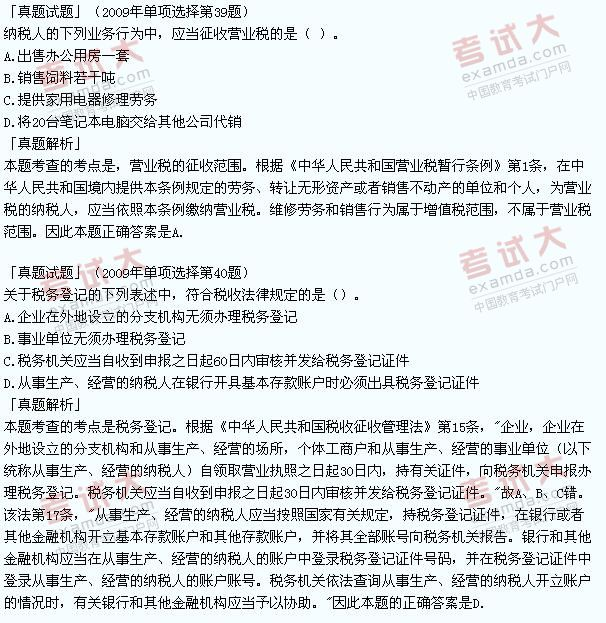 「真题试题」（2009年单项选择第39题）
纳税人的下列业务行为中，应当征收营业税的是（ ）。
A.出售办公用房一套
B.销售饲料若干吨
C.提供家用电器修理劳务
D.将20台笔记本电脑交给其他公司代销
「真题解析」
本题考查的考点是，营业税的征收范围。根据《中华人民共和国营业税暂行条例》第1条，在中
华人民共和国境内提供本条例规定的劳务、转让无形资产或者销售不动产的单位和个人，为营业
税的纳税人，应当依照本条例缴纳营业税。维修劳务和销售行为属于增值税范围，不属于营业税
范围。因此本题正确答案是A.
「真题试题」（2009年单项选择第40题）
关于税务登记的下列表述中，符合税收法律规定的是（）。
A.企业在外地设立的分支机构无须办理税务登记
B.事业单位无须办理税务登记
C.税务机关应当自收到申报之日起60日内审核并发给税务登记证件
D.从事生产、经营的纳税人在银行开具基本存款账户时必须出具税务登记证件
「真题解析」
本题考查的考点是税务登记。根据《中华人民共和国税收征收管理法》第15条，"企业，企业在
外地设立的分支机构和从事生产、经营的场所，个体工商户和从事生产、经营的事业单位（以下
统称从事生产、经营的纳税人）自领取营业执照之日起30日内，持有关证件，向税务机关申报办
理税务登记。税务机关应当自收到申报之日起30日内审核并发给税务登记证件。"故A、B、C错。
该法第17条，"从事生产、经营的纳税人应当按照国家有关规定，持税务登记证件，在银行或者
其他金融机构开立基本存款账户和其他存款账户，并将其全部账号向税务机关报告。银行和其他
金融机构应当在从事生产、经营的纳税人的账户中登录税务登记证件号码，并在税务登记证件中
登录从事生产、经营的纳税人的账户账号。税务机关依法查询从事生产、经营的纳税人开立账户
的情况时，有关银行和其他金融机构应当予以协助。"因此本题的正确答案是D.
考试大
examda.com
中国教育考试门户网
考试大
examda.com
中国教育考试门户网
考试大
examda.com
中国教育考试门户网
考试大
examda.com
中国教育考试门户网